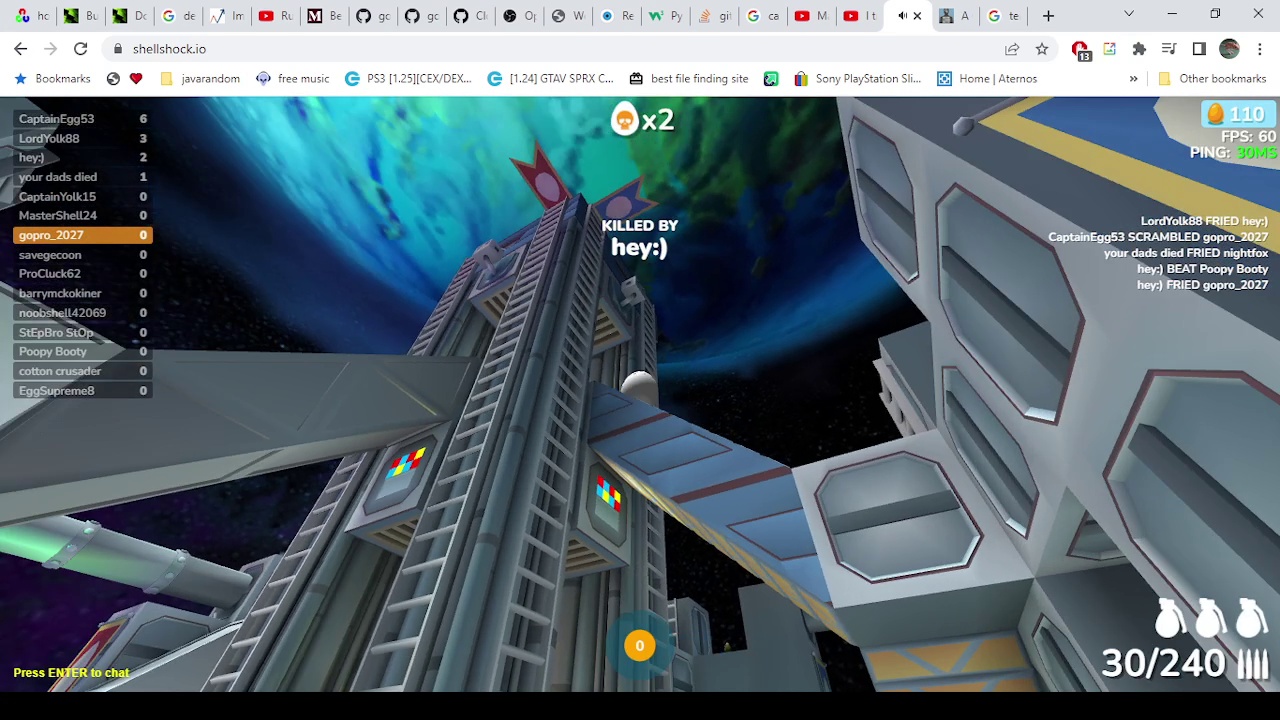 hc
Bu
Do
de
Im
Ru
Be
gc
gc
Cl
Op
W
Re
Py
gi
ca
M
I t
A
te
shellshock.io
13
Bookmarks
javarandom
free music
PS3 [1.25][CEX/DEX...
[1.24] GTAV SPRX C...
best file finding site
Sony PlayStation Sli...
Home | Aternos
»
Other bookmarks
CaptainEgg53 6
LordYolk88 3
hey:) 2
your dads died 1
CaptainYolk15 0
MasterShell24 0
gopro_2027 0
savegecoon 0
ProCluck62 0
barrymckokiner 0
noobshell42069 0
StEpBro StOp 0
Poopy Booty 0
cotton crusader 0
EggSupreme8 0
x2
KILLED BY
hey:)
110
FPS: 60
PING: 30MS
LordYolk88 FRIED hey:)
CaptainEgg53 SCRAMBLED gopro_2027
your dads died FRIED nightfox
hey:) BEAT Poopy Booty
hey:) FRIED gopro_2027
0
Press ENTER to chat
30/240